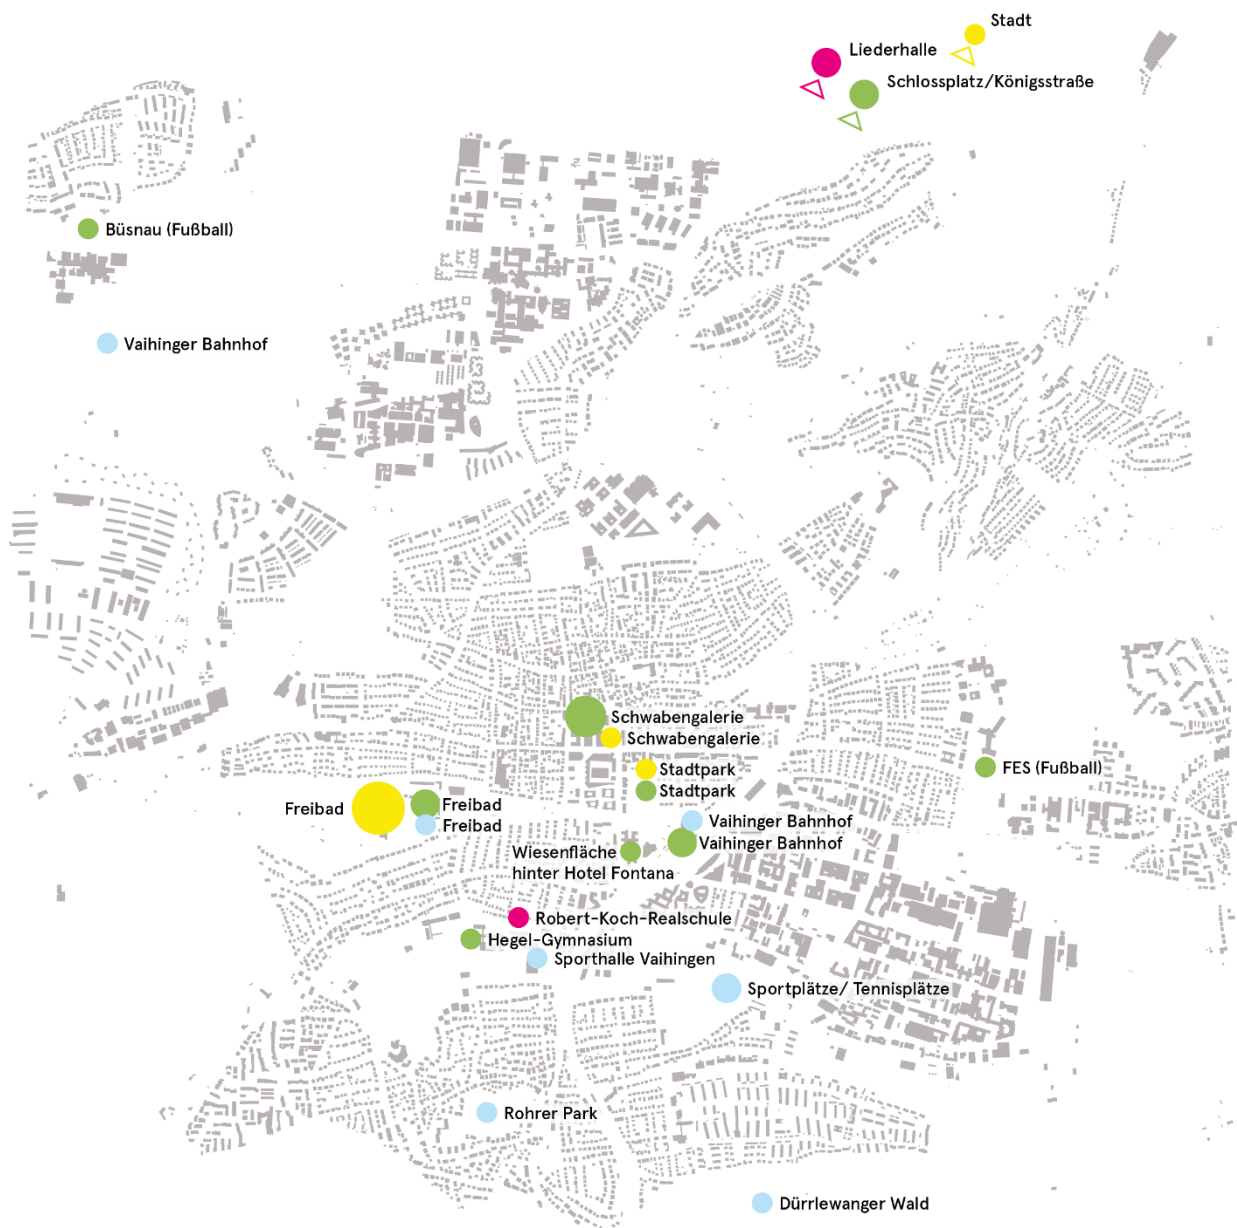 Stadt
Liederhalle
Schlossplatz/Königsstraße
Büsnau (Fußball)
Vaihinger Bahnhof
Schwabengalerie
Schwabengalerie
Stadtpark
FES (Fußball)
Stadtpark
Freibad
Freibad
Freibad
Vaihinger Bahnhof
Vaihinger Bahnhof
Wiesenfläche
hinter Hotel Fontana
Robert-Koch-Realschule
Hegel-Gymnasium
Sporthalle Vaihingen
Sportplätze/ Tennisplätze
Rohrer Park
Dürrlewanger Wald